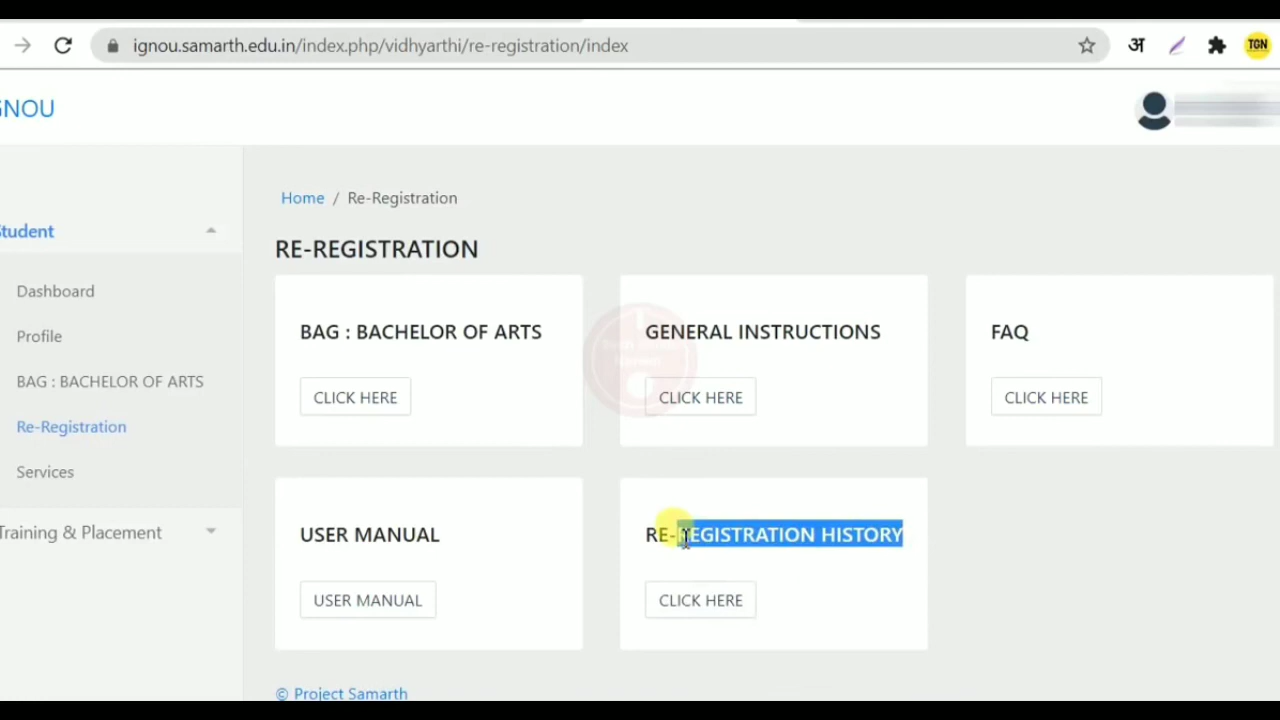 ignou.samarth.edu.in/index.php/vidhyarthi/re-registration/index
अ
TGN
GNOU
Home / Re-Registration
Student
RE-REGISTRATION
Dashboard
Profile
BAG : BACHELOR OF ARTS
Re-Registration
Services
Training & Placement
BAG : BACHELOR OF ARTS
CLICK HERE
GENERAL INSTRUCTIONS
CLICK HERE
FAQ
CLICK HERE
USER MANUAL
USER MANUAL
RE-REGISTRATION HISTORY
CLICK HERE
© Project Samarth